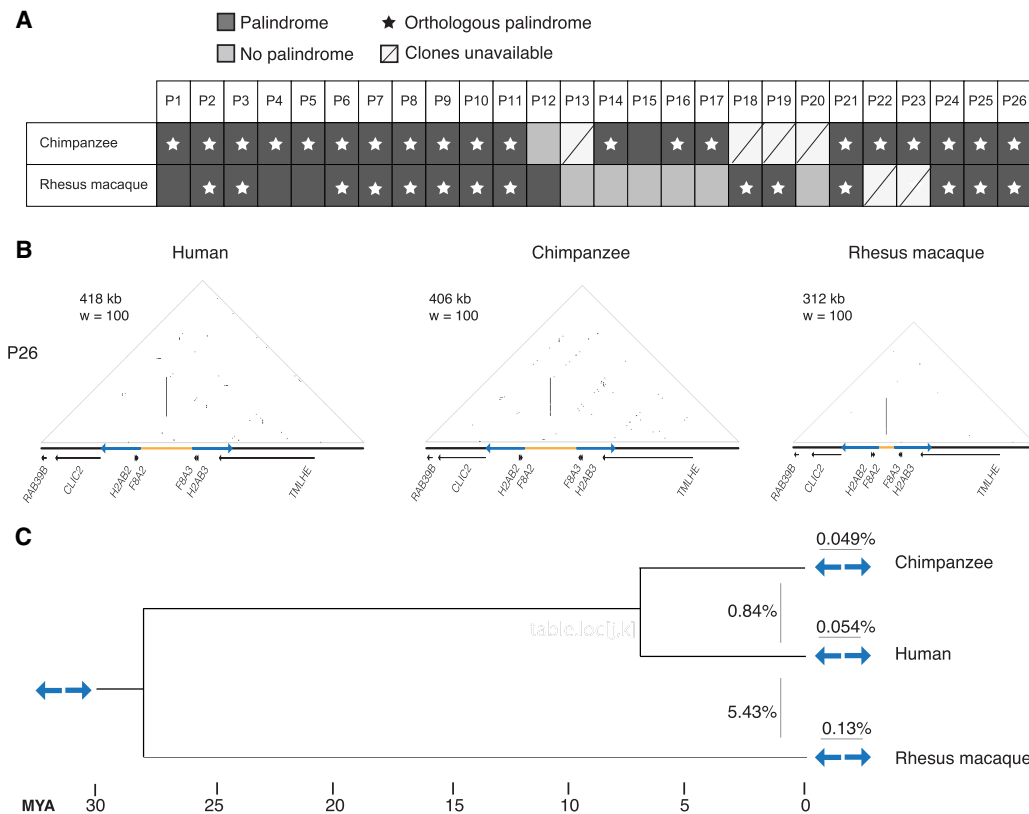 A
Palindrome
Orthologous palindrome
No palindrome
Clones unavailable
P1 P2 P3 P4 P5 P6 P7 P8 P9 P10 P11 P12 P13 P14 P15 P16 P17 P18 P19 P20 P21 P22 P23 P24 P25 P26
Chimpanzee
Rhesus macaque
B
Human
Chimpanzee
Rhesus macaque
418 kb
w = 100
406 kb
w = 100
312 kb
w = 100
P26
RAB39B CLIC2 H2AB2 F8A2 F8A3 H2AB3 TMLHE
RAB39B CLIC2 H2AB2 F8A2 F8A3 H2AB3 TMLHE
RAB39B CLIC2 H2AB2 F8A2 F8A3 H2AB3 TMLHE
C
0.049%
Chimpanzee
0.84%
table.loc[j,k]
0.054%
Human
5.43%
0.13%
Rhesus macaque
MYA 30 25 20 15 10 5 0